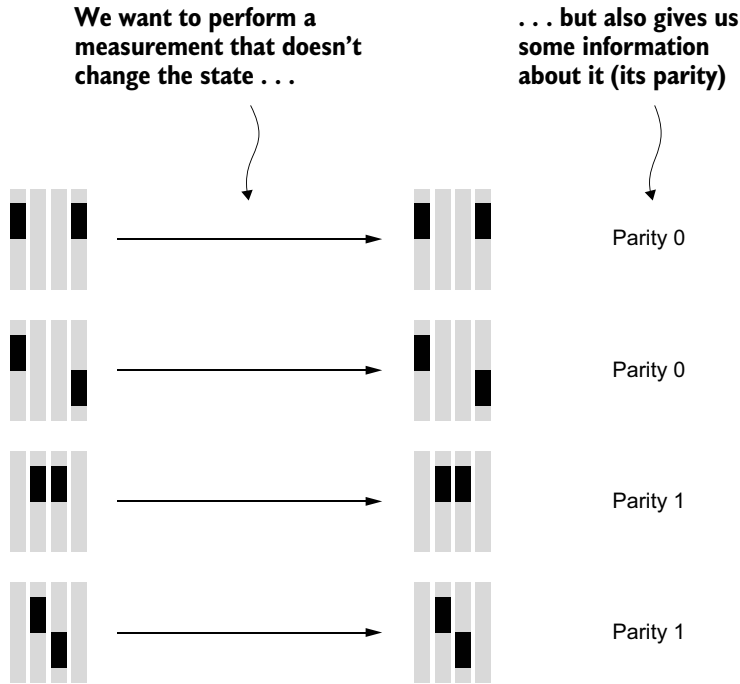 We want to perform a
measurement that doesn’t
change the state . . .
. . . but also gives us
some information
about it (its parity)
Parity 0
Parity 0
Parity 1
Parity 1